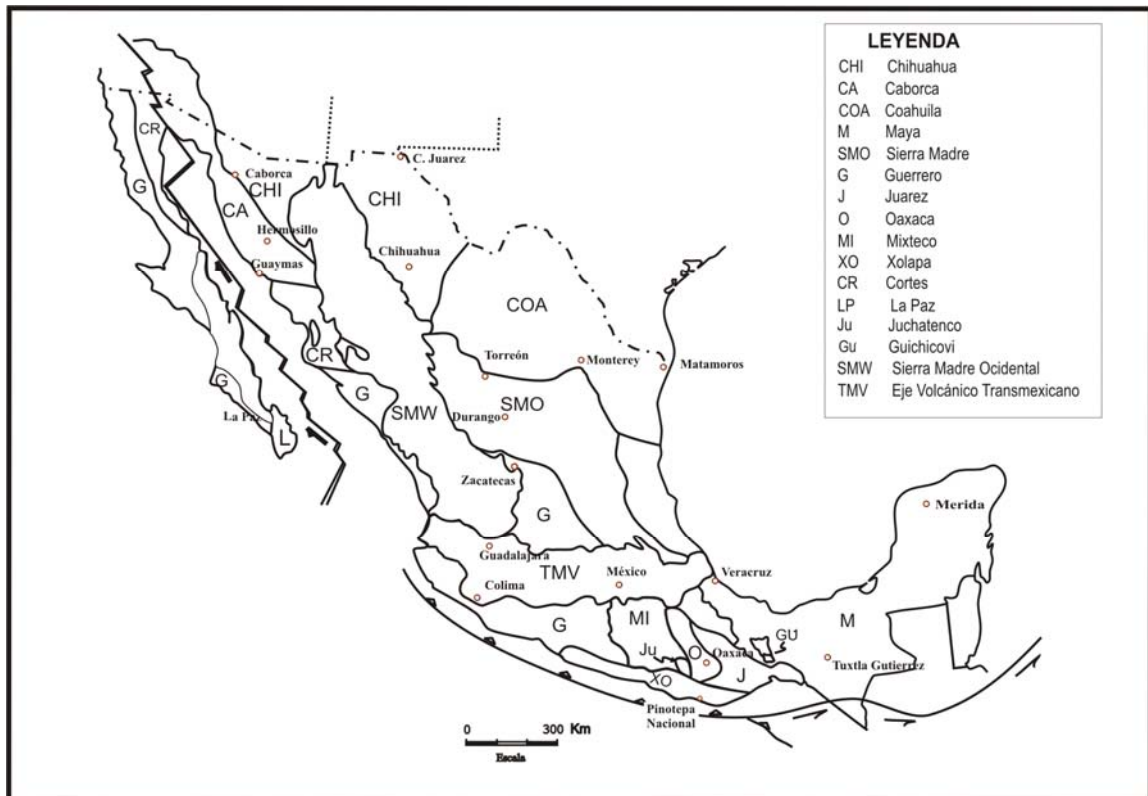 LEYENDA
CHI Chihuahua
CA Caborca
COA Coahuila
M Maya
SMO Sierra Madre
G Guerrero
J Juarez
O Oaxaca
MI Mixteco
XO Xolapa
CR Cortes
LP La Paz
Ju Juchatenco
Gu Guichicovi
SMW Sierra Madre Ocidental
TMV Eje Volcánico Transmexicano
CR
C. Juarez
Caborca
CHI
G
CHI
CA
Hermosillo
Chihuahua
Guaymas
COA
CR
Torreón
Monterey
Matamoros
G
G
SMW
SMO
Durango
La Paz
L
Zacatecas
G
Merida
Guadalajara
TMV
México
Veracruz
Colima
G
MI
GU
M
Ju
O
Oaxaca
J
Tuxtla Gutierrez
XO
Pinotepa
Nacional
0 300 Km
Escala